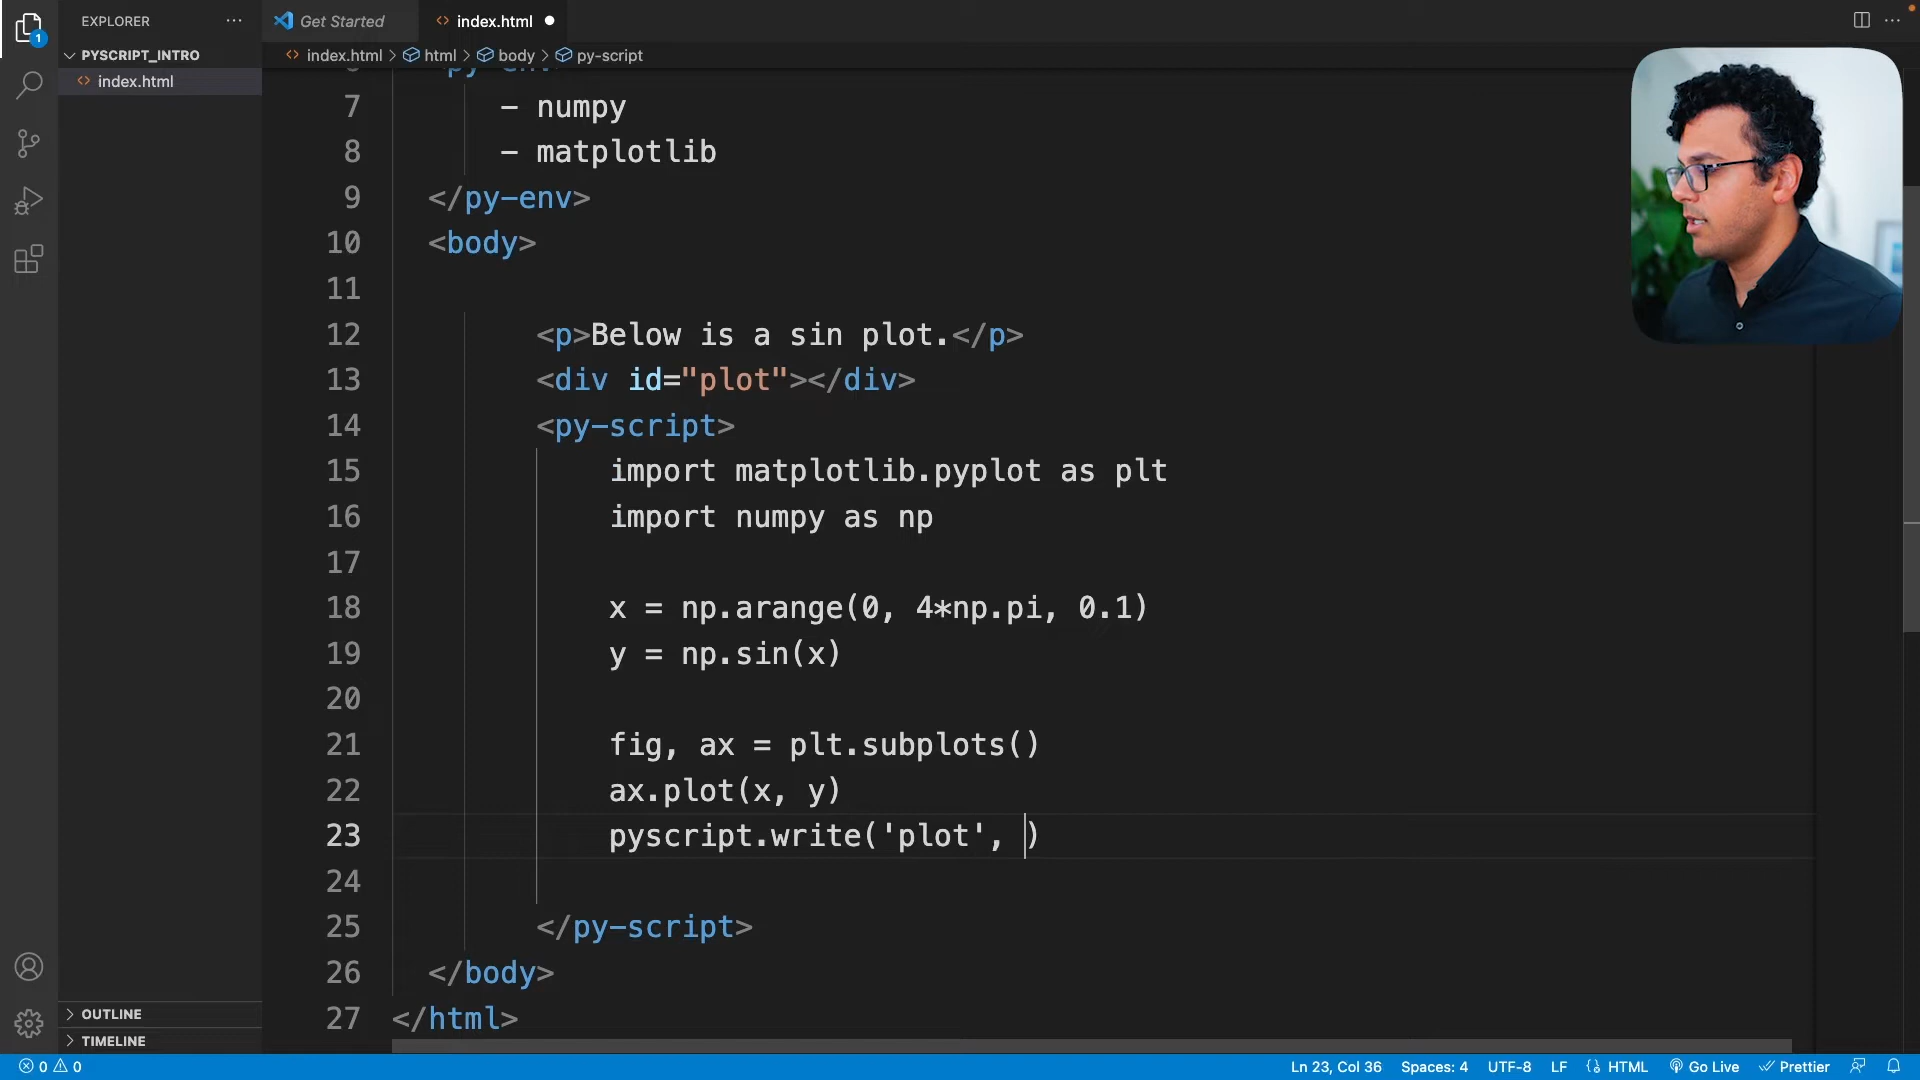 EXPLORER
Get Started
index.html
PYSCRIPT_INTRO
index.html > html > body > py-script
index.html
1
7 - numpy
8 - matplotlib
9 </py-env>
10 <body>
11
12 <p>Below is a sin plot.</p>
13 <div id="plot"></div>
14 <py-script>
15 import matplotlib.pyplot as plt
16 import numpy as np
17
18 x = np.arange(0, 4*np.pi, 0.1)
19 y = np.sin(x)
20
21 fig, ax = plt.subplots()
22 ax.plot(x, y)
23 pyscript.write('plot', )
24
25 </py-script>
26 </body>
27 </html>
OUTLINE
TIMELINE
0 0 Ln 23, Col 36 Spaces: 4 UTF-8 LF HTML Go Live Prettier